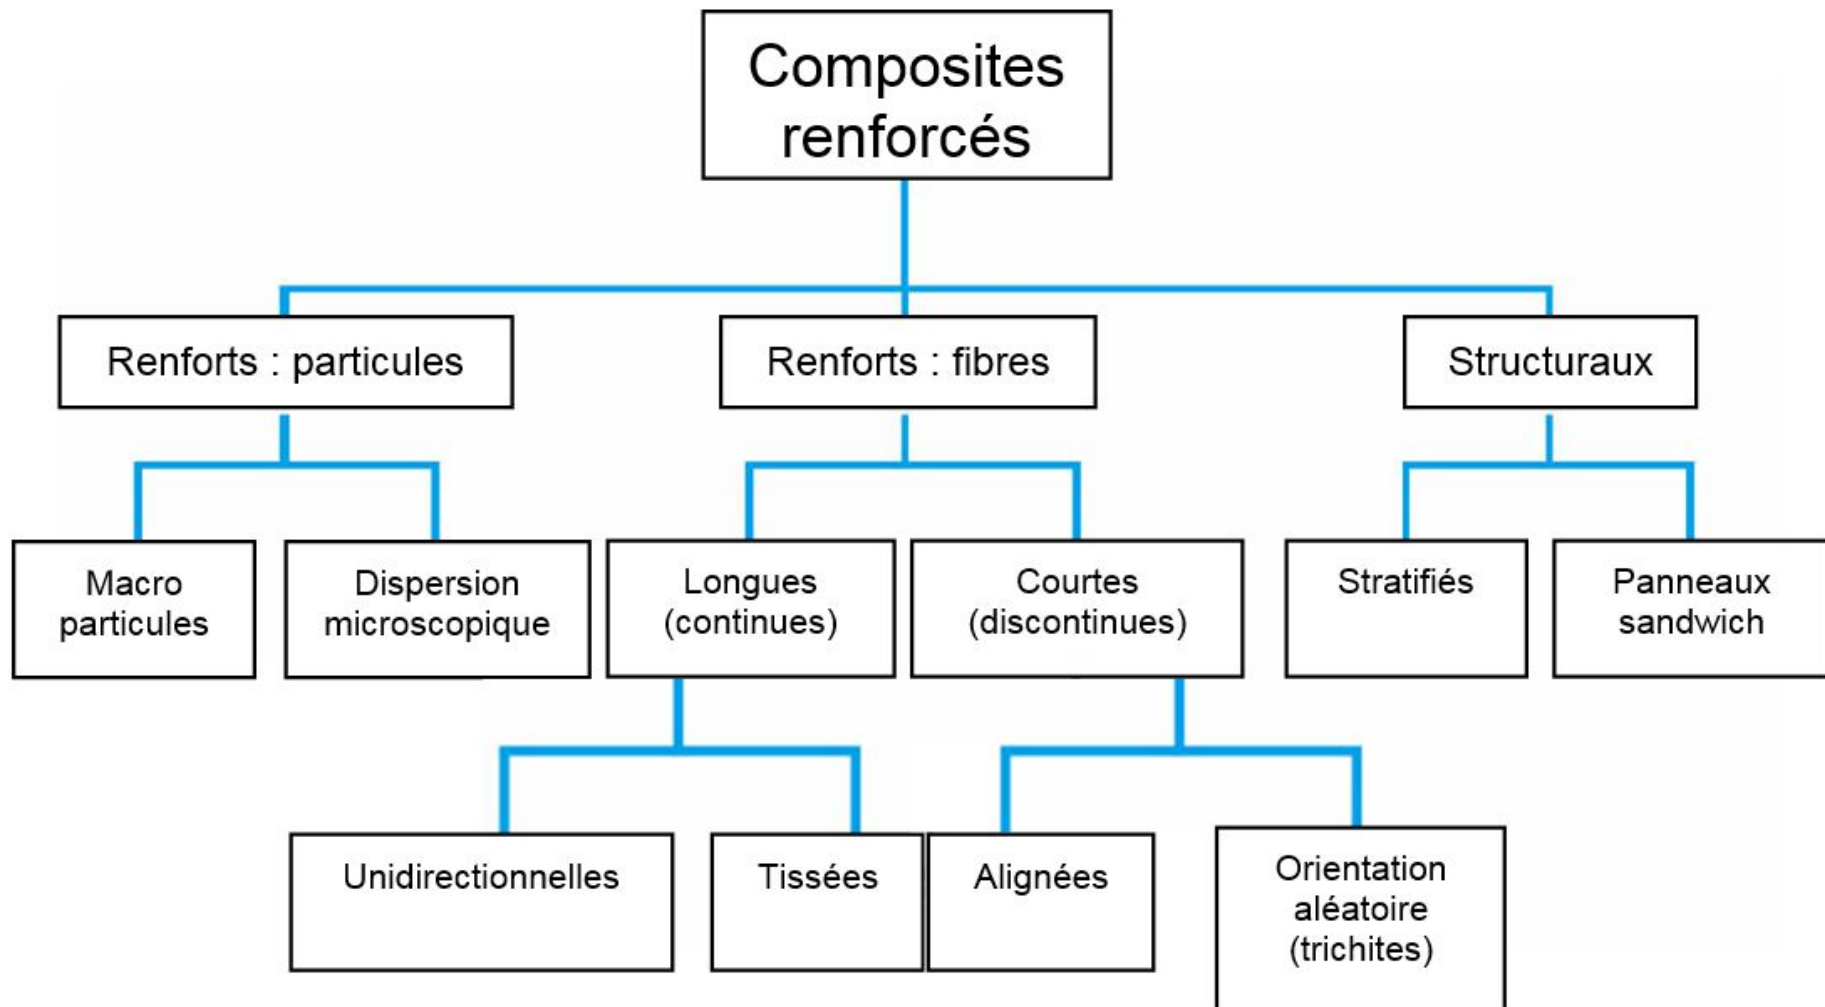 Composites
renforcés
Renforts : particules
Renforts : fibres
Structuraux
Macro
particules
Dispersion
microscopique
Longues
(continues)
Courtes
(discontinues)
Stratifiés
Panneaux
sandwich
Unidirectionnelles
Tissées
Alignées
Orientation
aléatoire
(trichites)